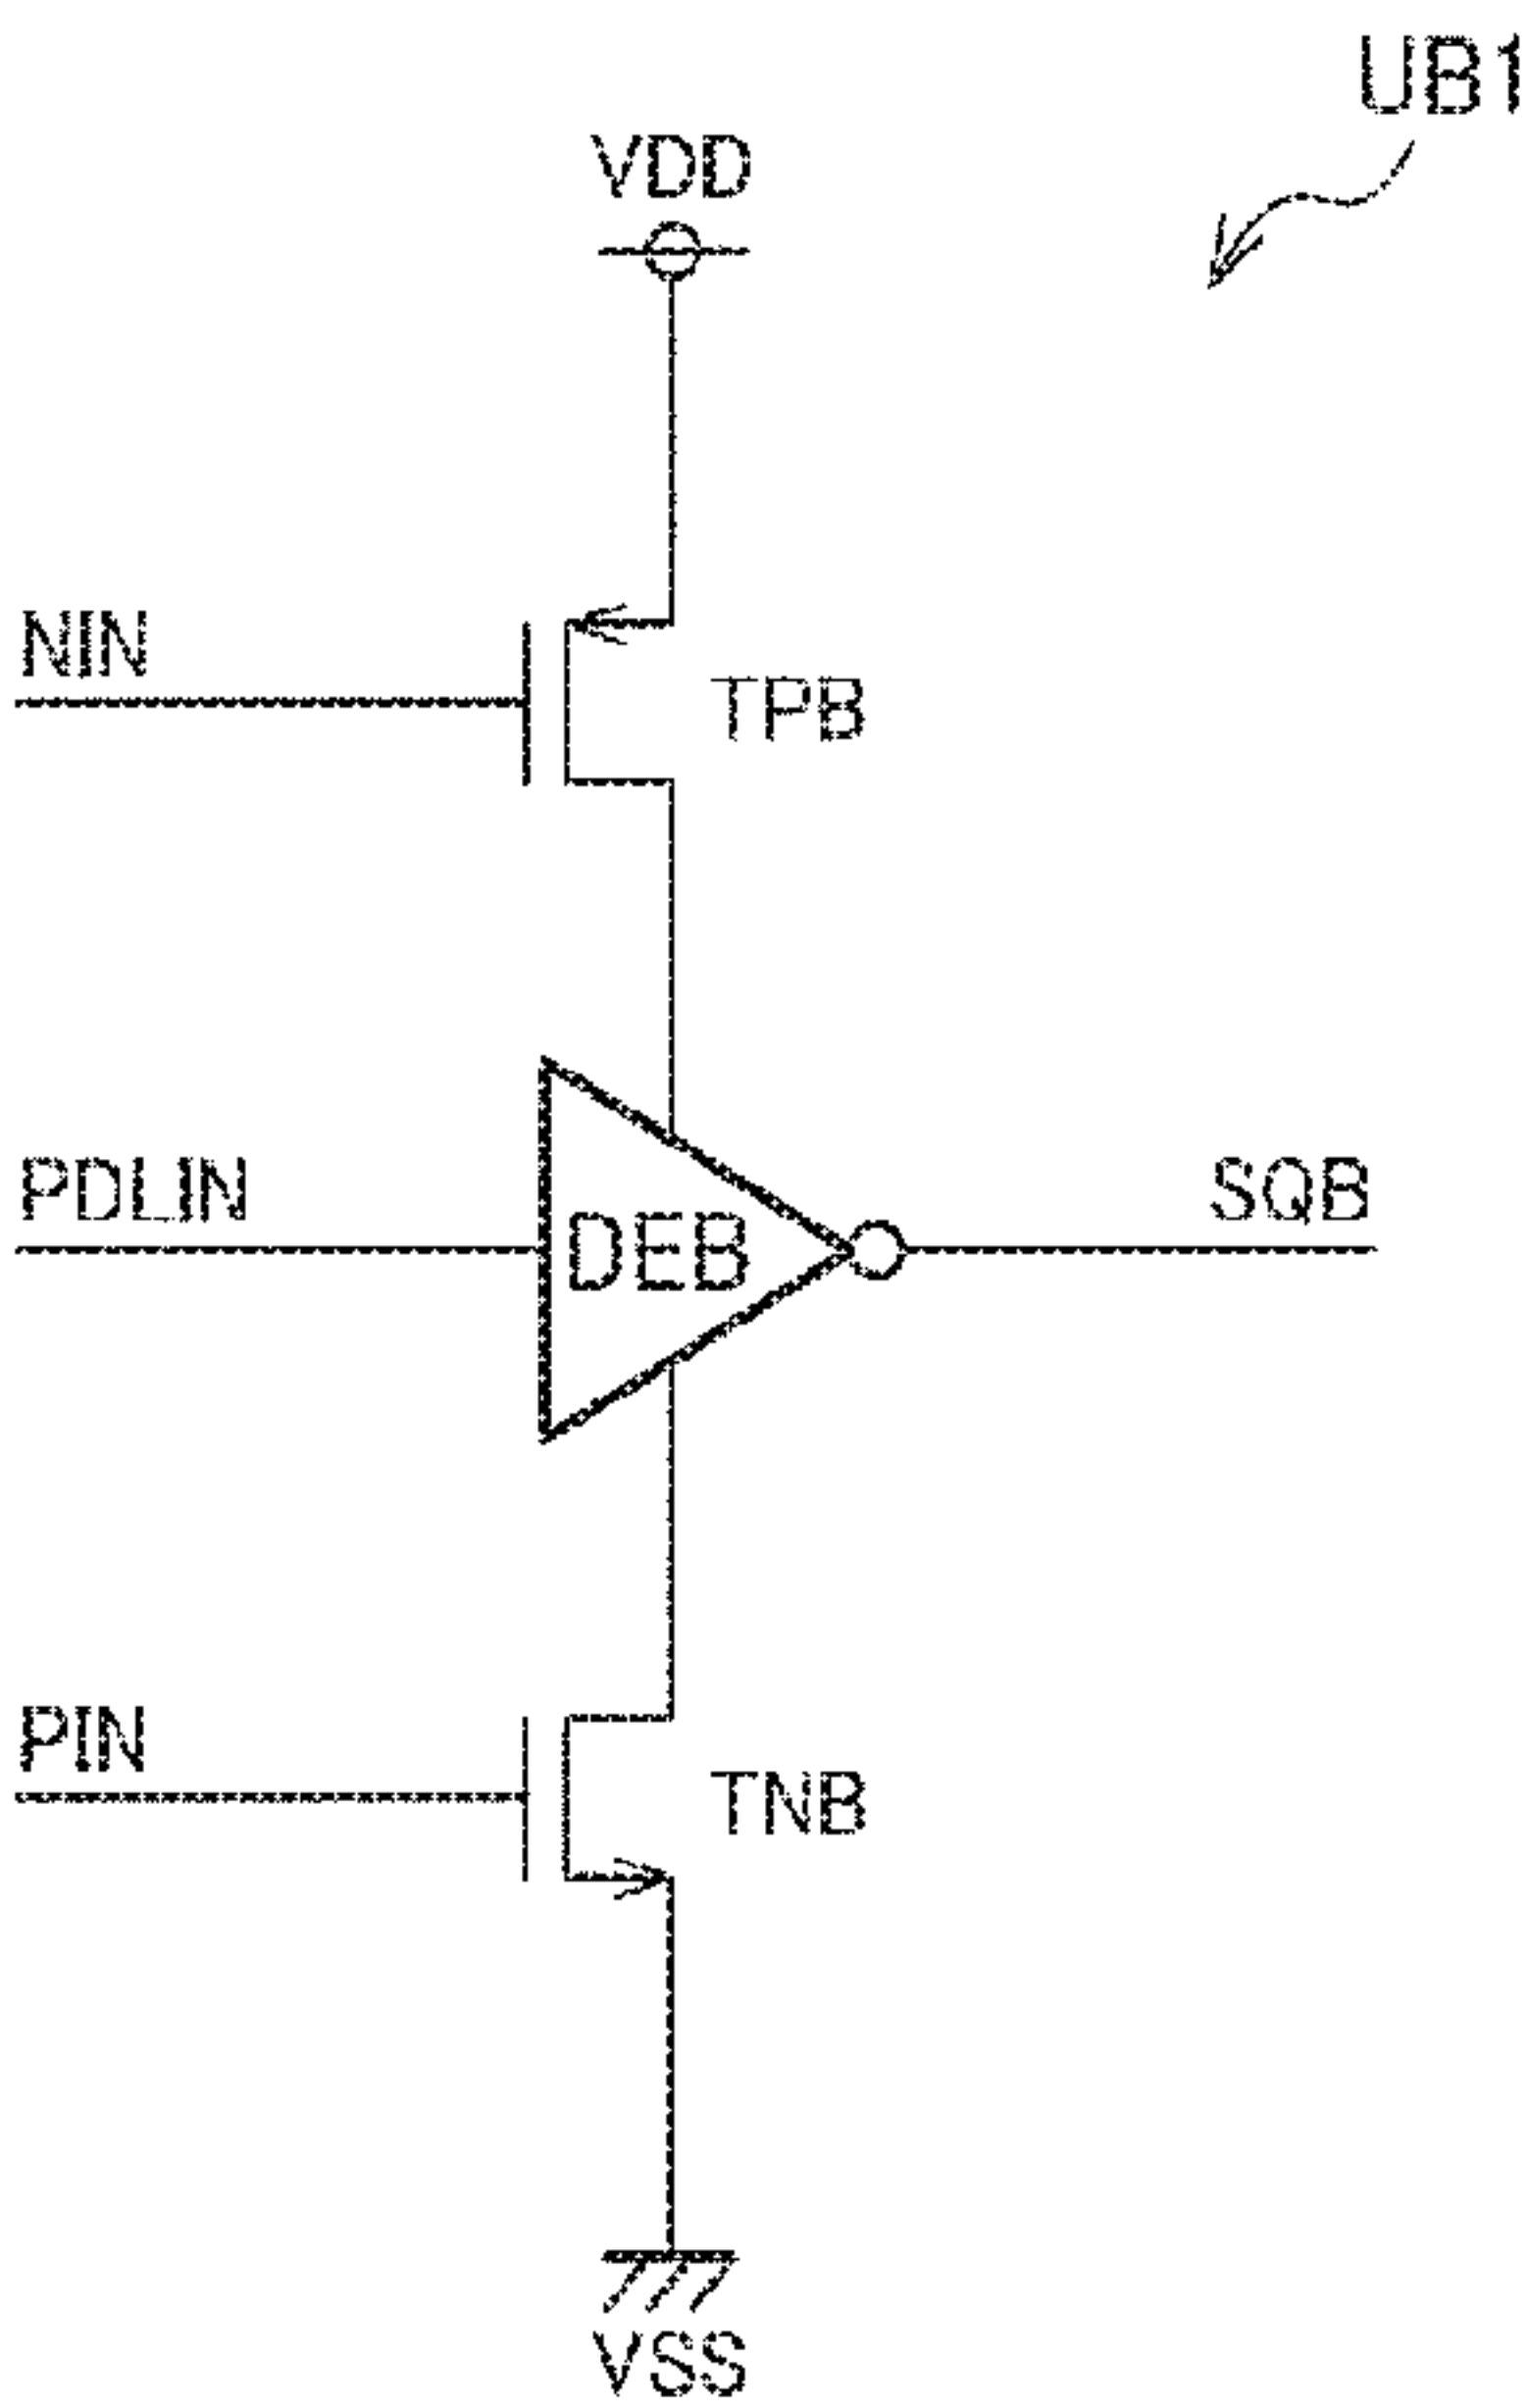 UB1
VDD
NIN
TPB
PDLIN
DEB
SQB
PIN
TNB
VSS